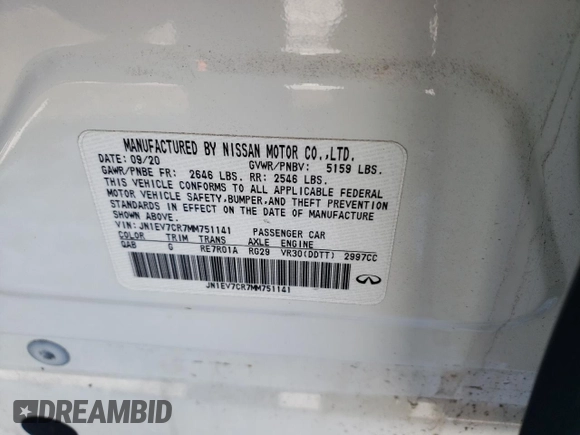 MANUFACTURED BY NISSAN MOTOR CO.,LTD.
DATE: 09/20 GVWR/PNBV: 5159 LBS.
GAWR/PNBE FR: 2646 LBS. RR: 2546 LBS.
THIS VEHICLE CONFORMS TO ALL APPLICABLE FEDERAL
MOTOR VEHICLE SAFETY,BUMPER,AND THEFT PREVENTION
STANDARDS IN EFFECT ON THE DATE OF MANUFACTURE
SHOWN ABOVE.
VIN: JN1EV7CR7MM751141 PASSENGER CAR
COLOR TRIM TRANS AXLE ENGINE
QAB G RE7R01A RG29 VR30(DDTT) 2997CC
JN1EV7CR7MM751141
DREAMBID